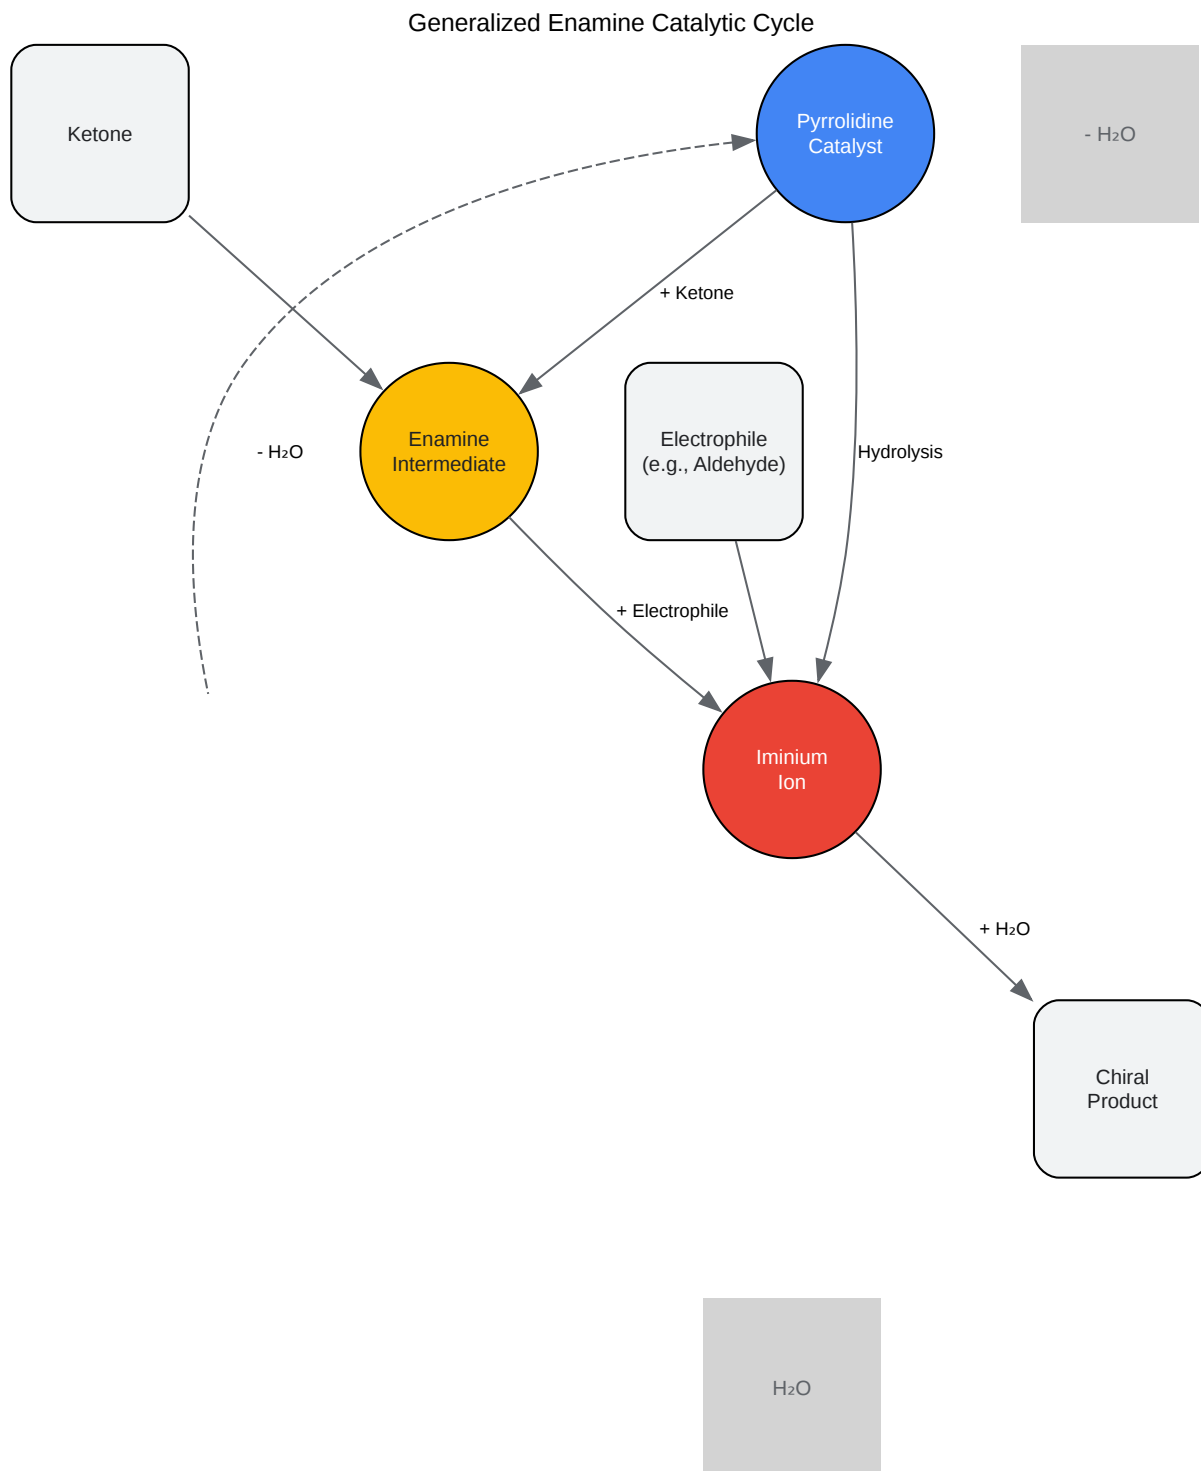 Generalized Enamine Catalytic Cycle
Ketone
Pyrrolidine
Catalyst
- H₂O
+ Ketone
Enamine
Intermediate
Electrophile
(e.g., Aldehyde)
- H₂O
Hydrolysis
+ Electrophile
Iminium
Ion
+ H₂O
Chiral
Product
H₂O